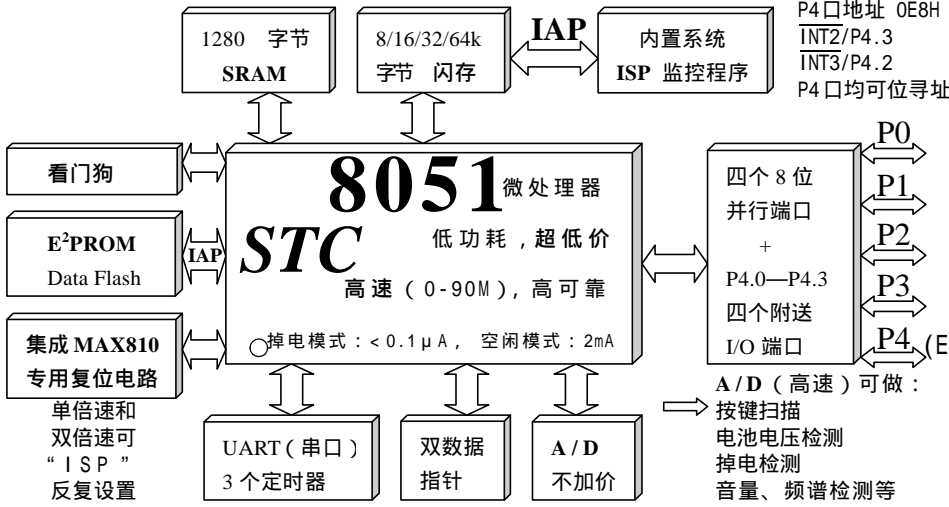 1280 字节
SRAM
8/16/32/64k
字节 闪存
IAP
内置系统
ISP 监控程序
P4口地址 0E8H
INT2/P4.3
INT3/P4.2
P4口均可位寻址
看门狗
E²PROM
Data Flash
IAP
集成 MAX810
专用复位电路
单倍速和
双倍速可
“ISP”
反复设置
8051 微处理器
STC 低功耗,超低价
高速(0-90M),高可靠
掉电模式:<0.1μA, 空闲模式:2mA
四个 8 位
并行端口
+
P4.0—P4.3
四个附送
I/O 端口
P0
P1
P2
P3
P4 (E
UART(串口)
3 个定时器
双数据
指针
A/D
不加价
A/D(高速)可做:
按键扫描
电池电压检测
掉电检测
音量、频谱检测等